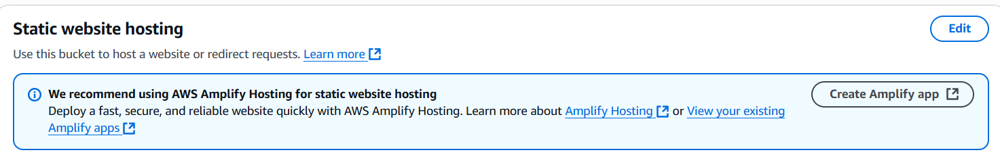 Static website hosting
Edit
Use this bucket to host a website or redirect requests. Learn more
We recommend using AWS Amplify Hosting for static website hosting
Create Amplify app
Deploy a fast, secure, and reliable website quickly with AWS Amplify Hosting. Learn more about Amplify Hosting or View your existing
Amplify apps